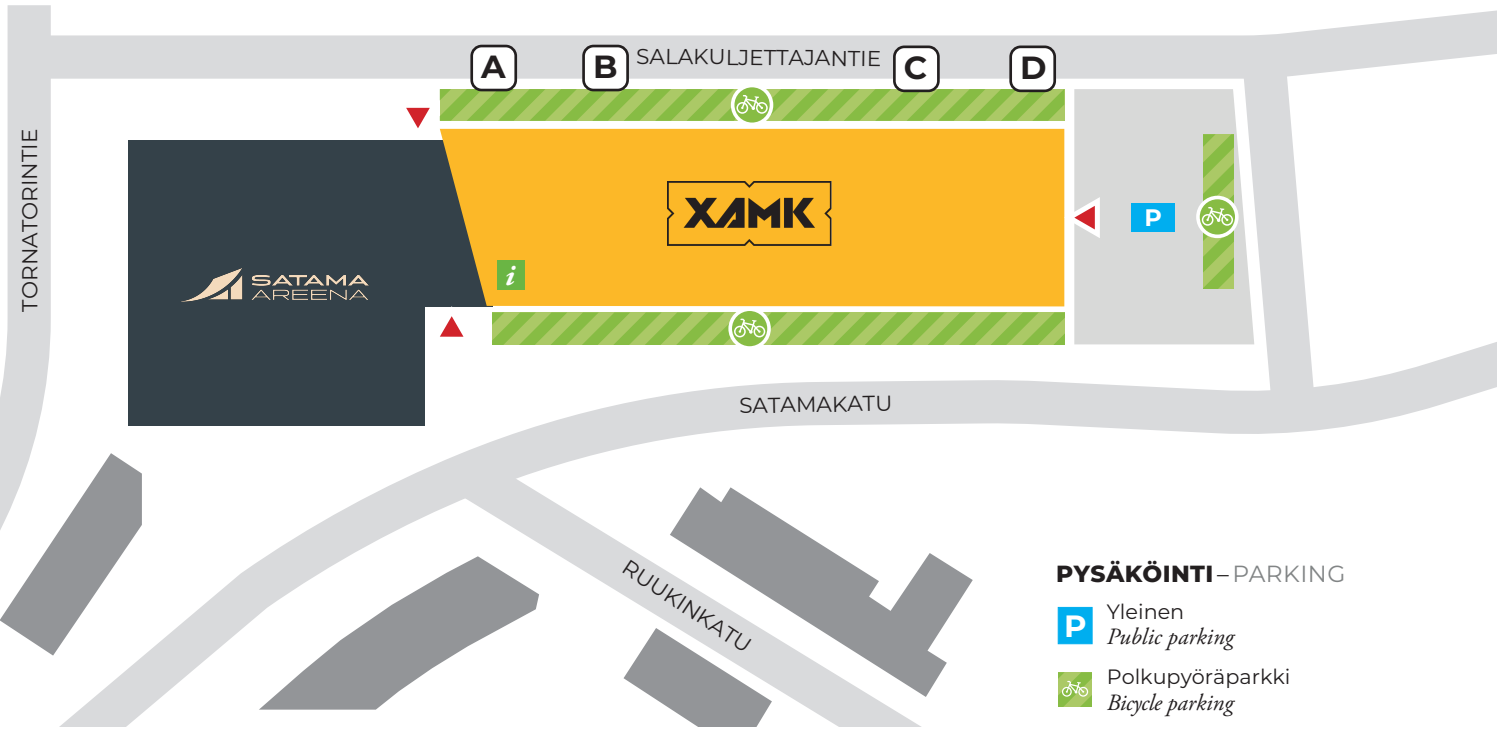 A
B
SALAKULJETTAJANTIE
C
D
TORNATORINTIE
XAMK
P
SATAMA
AREENA
i
SATAMAKATU
RUUKINKATU
PYSÄKÖINTI – PARKING
P
Yleinen
Public parking
Polkupyöräparkki
Bicycle parking